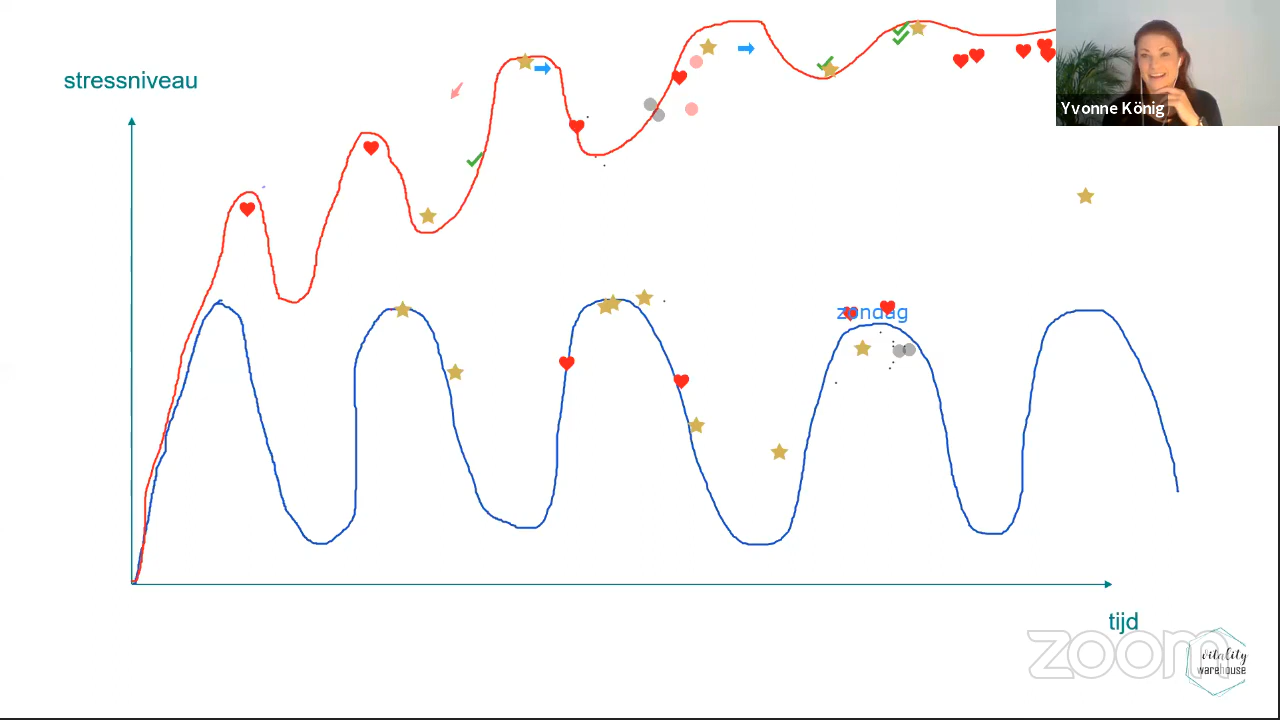 stressniveau
Yvonne König
zondag
tijd
zoom
vitality
warehouse